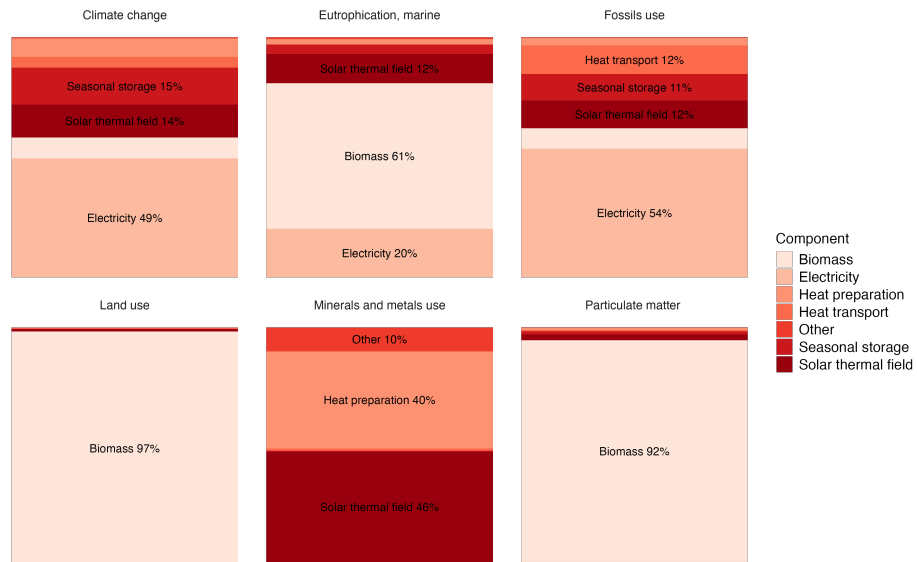 Climate change
Eutrophication, marine
Fossils use
Seasonal storage 15%
Solar thermal field 14%
Electricity 49%
Solar thermal field 12%
Biomass 61%
Electricity 20%
Heat transport 12%
Seasonal storage 11%
Solar thermal field 12%
Electricity 54%
Land use
Minerals and metals use
Particulate matter
Biomass 97%
Other 10%
Heat preparation 40%
Solar thermal field 46%
Biomass 92%
Component
Biomass
Electricity
Heat preparation
Heat transport
Other
Seasonal storage
Solar thermal field